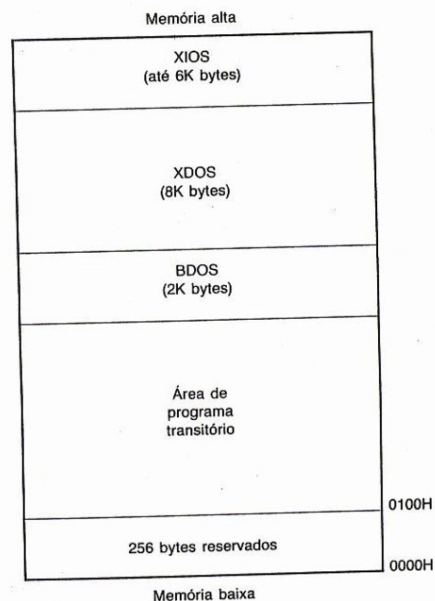 Memória alta
XIOS
(até 6K bytes)
XDOS
(8K bytes)
BDOS
(2K bytes)
Área de
programa
transitório
0100H
256 bytes reservados
0000H
Memória baixa